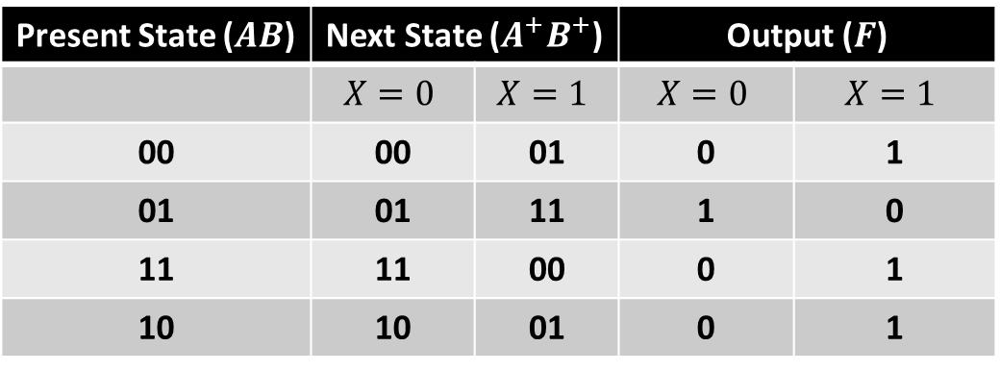 Present State (AB) Next State (A⁺B⁺) Output (F)
X = 0 X = 1 X = 0 X = 1
00 00 01 0 1
01 01 11 1 0
11 11 00 0 1
10 10 01 0 1